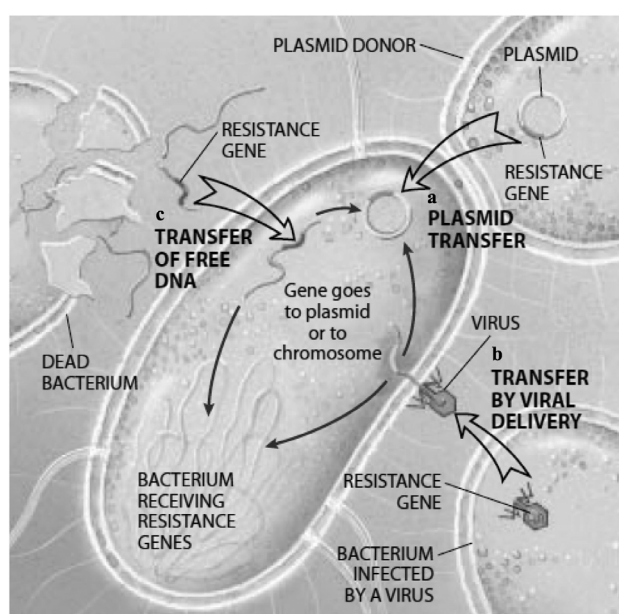 PLASMID DONOR
PLASMID
RESISTANCE
GENE
RESISTANCE
GENE
a
PLASMID
TRANSFER
c
TRANSFER
OF FREE
DNA
Gene goes
to plasmid
or to
chromosome
VIRUS
b
TRANSFER
BY VIRAL
DELIVERY
DEAD
BACTERIUM
BACTERIUM
RECEIVING
RESISTANCE
GENES
RESISTANCE
GENE
BACTERIUM
INFECTED
BY A VIRUS